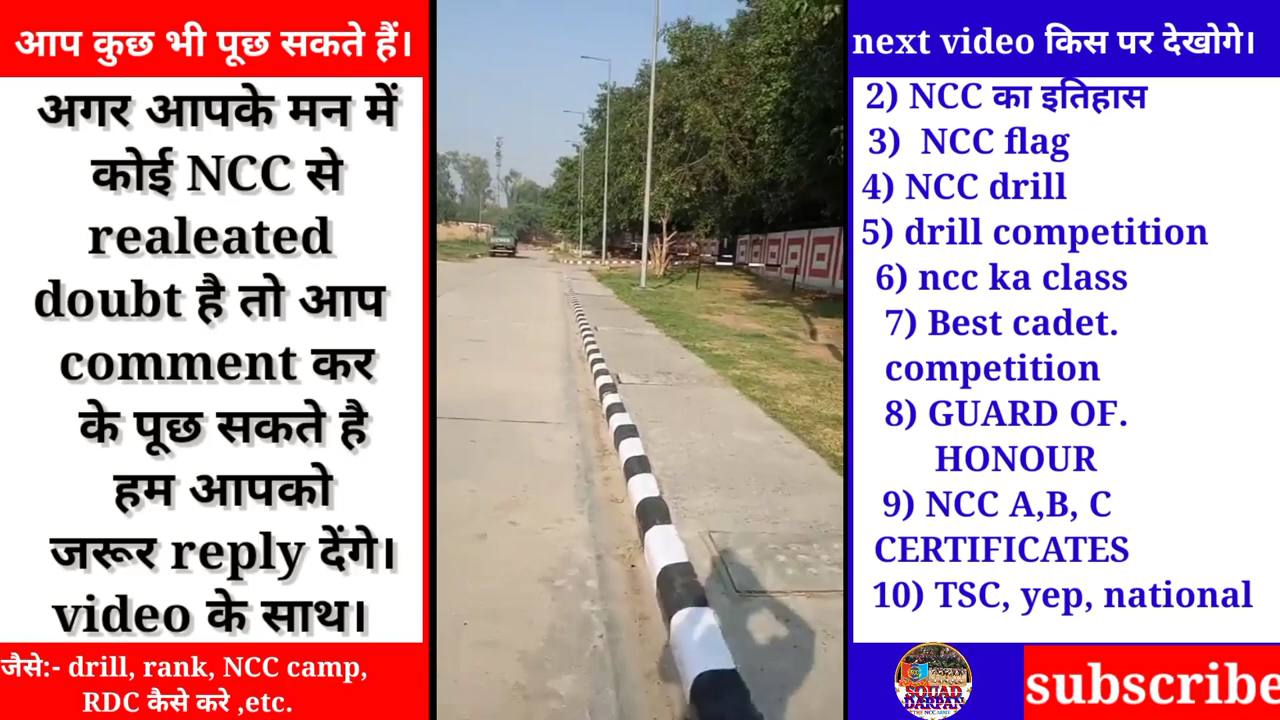 आप कुछ भी पूछ सकते हैं।
अगर आपके मन में
कोई NCC से
realeated
doubt है तो आप
comment कर
के पूछ सकते है
हम आपको
जरूर reply देंगे।
video के साथ।
जैसे:- drill, rank, NCC camp,
RDC कैसे करे ,etc.
next video किस पर देखोगे।
2) NCC का इतिहास
3) NCC flag
4) NCC drill
5) drill competition
6) ncc ka class
7) Best cadet.
competition
8) GUARD OF.
HONOUR
9) NCC A,B, C
CERTIFICATES
10) TSC, yep, national
SQUAD
DARPAN
subscribe